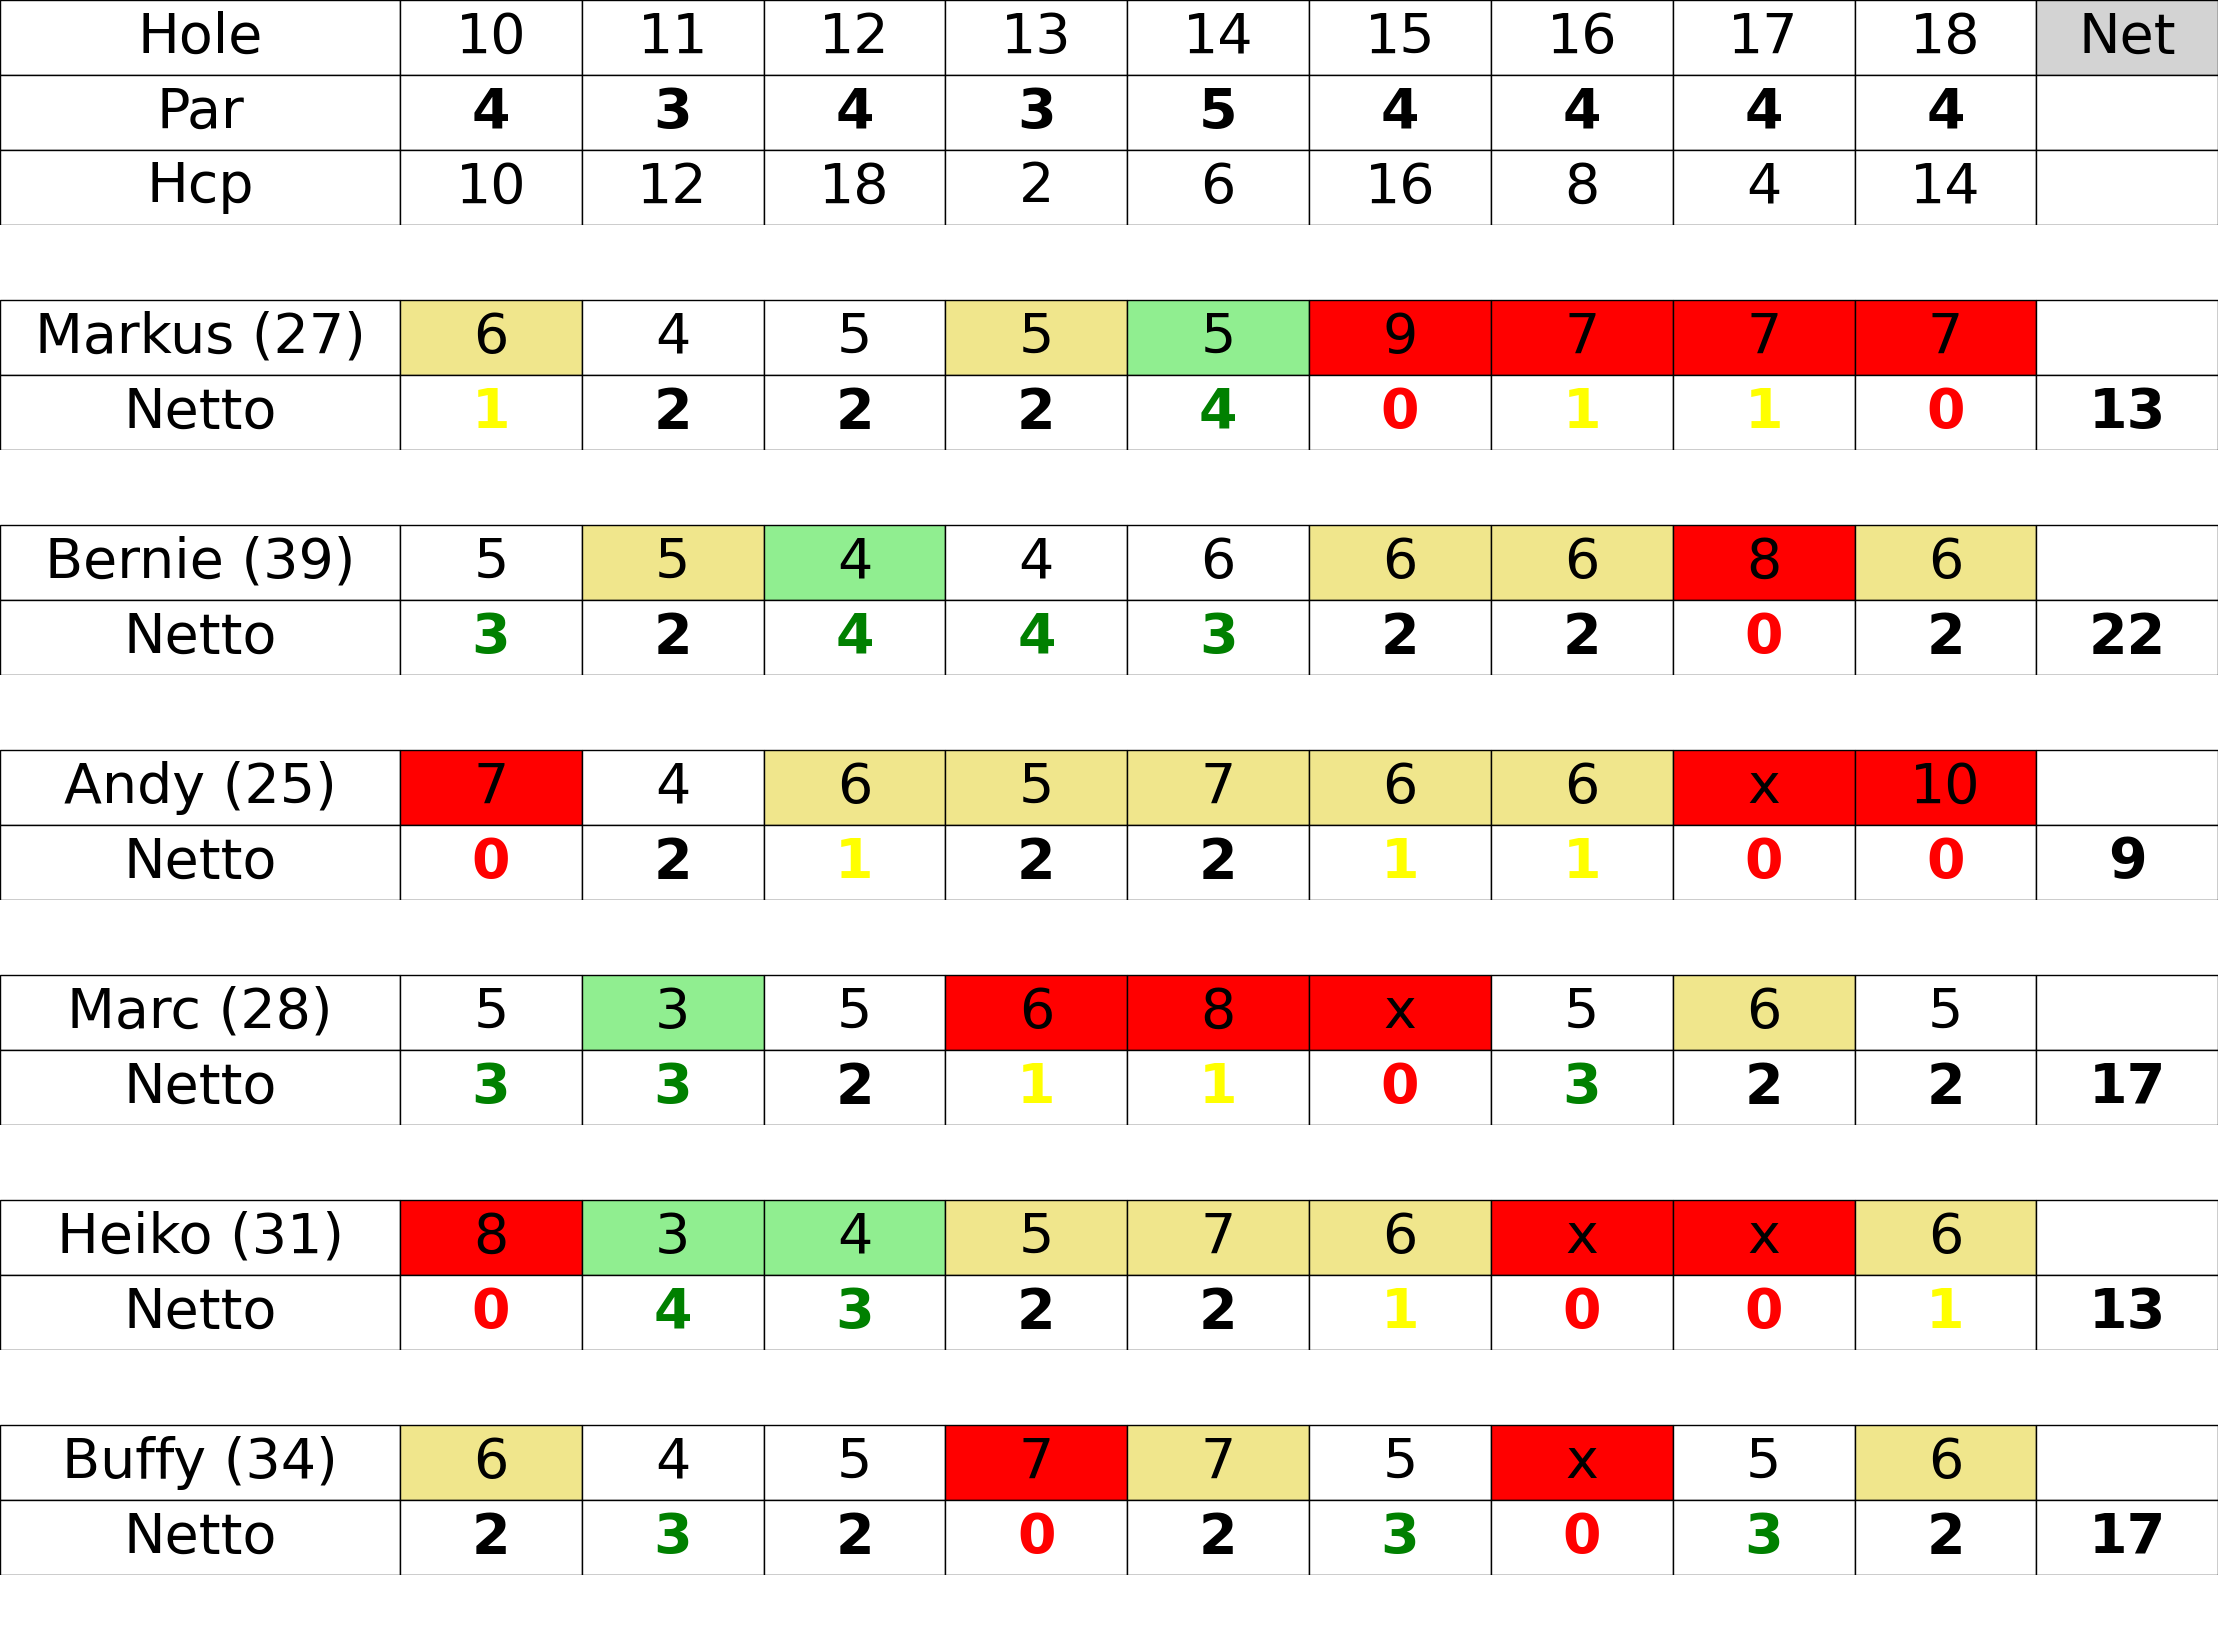 Hole 10 11 12 13 14 15 16 17 18 Net
Par 4 3 4 3 5 4 4 4 4
Hcp 10 12 18 2 6 16 8 4 14
Markus (27) 6 4 5 5 5 9 7 7 7
Netto 1 2 2 2 4 0 1 1 0 13
Bernie (39) 5 5 4 4 6 6 6 8 6
Netto 3 2 4 4 3 2 2 0 2 22
Andy (25) 7 4 6 5 7 6 6 x 10
Netto 0 2 1 2 2 1 1 0 0 9
Marc (28) 5 3 5 6 8 x 5 6 5
Netto 3 3 2 1 1 0 3 2 2 17
Heiko (31) 8 3 4 5 7 6 x x 6
Netto 0 4 3 2 2 1 0 0 1 13
Buffy (34) 6 4 5 7 7 5 x 5 6
Netto 2 3 2 0 2 3 0 3 2 17